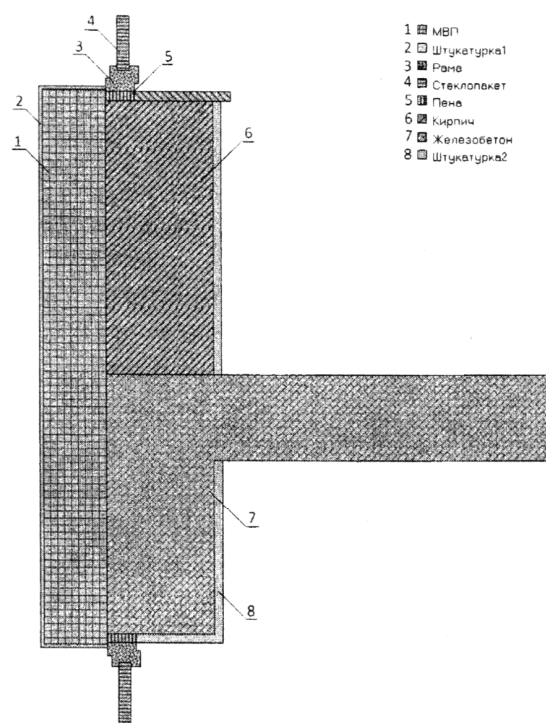 4
3
5
2
1
6
7
8
1 МВП
2 Штукатурка1
3 Рама
4 Стеклопакет
5 Пена
6 Кирпич
7 Железобетон
8 Штукатурка2